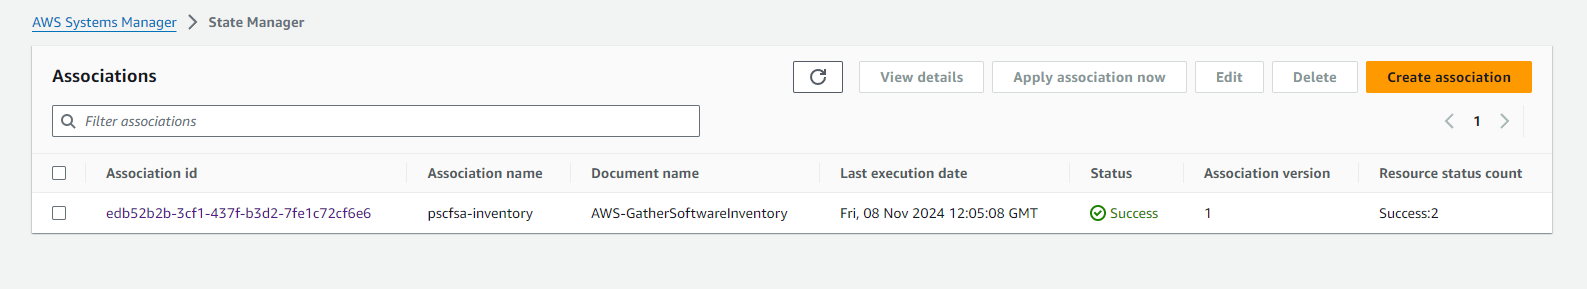 AWS Systems Manager > State Manager
Associations View details Apply association now Edit Delete Create association
Filter associations 1
Association id Association name Document name Last execution date Status Association version Resource status count
edb52b2b-3cf1-437f-b3d2-7fe1c72cf6e6 pscfsa-inventory AWS-GatherSoftwareInventory Fri, 08 Nov 2024 12:05:08 GMT Success 1 Success:2